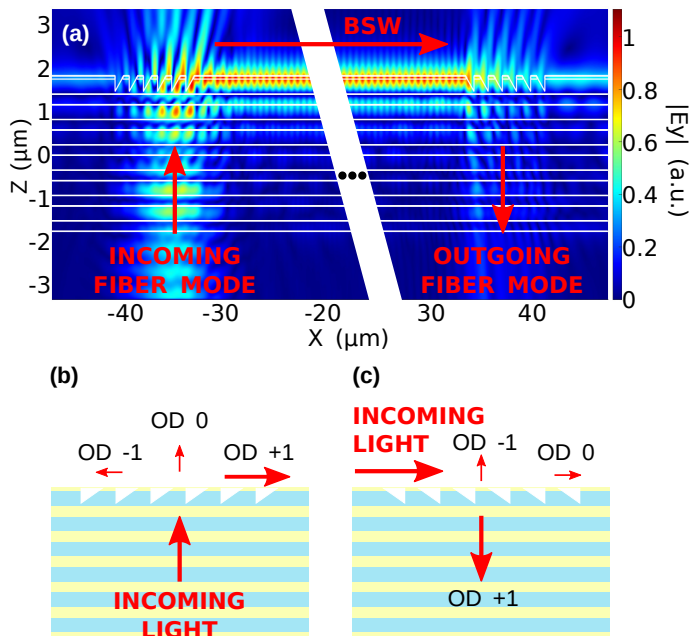 (a)
BSW
3
2
1
0
-1
-2
-3
Z (μm)
INCOMING
FIBER MODE
OUTGOING
FIBER MODE
-40 -30 -20 30 40
X (μm)
1
0.8
0.6
0.4
0.2
0
|Ey| (a.u.)
(b)
OD 0
OD -1
OD +1
INCOMING
LIGHT
(c)
INCOMING
LIGHT
OD -1
OD 0
OD +1